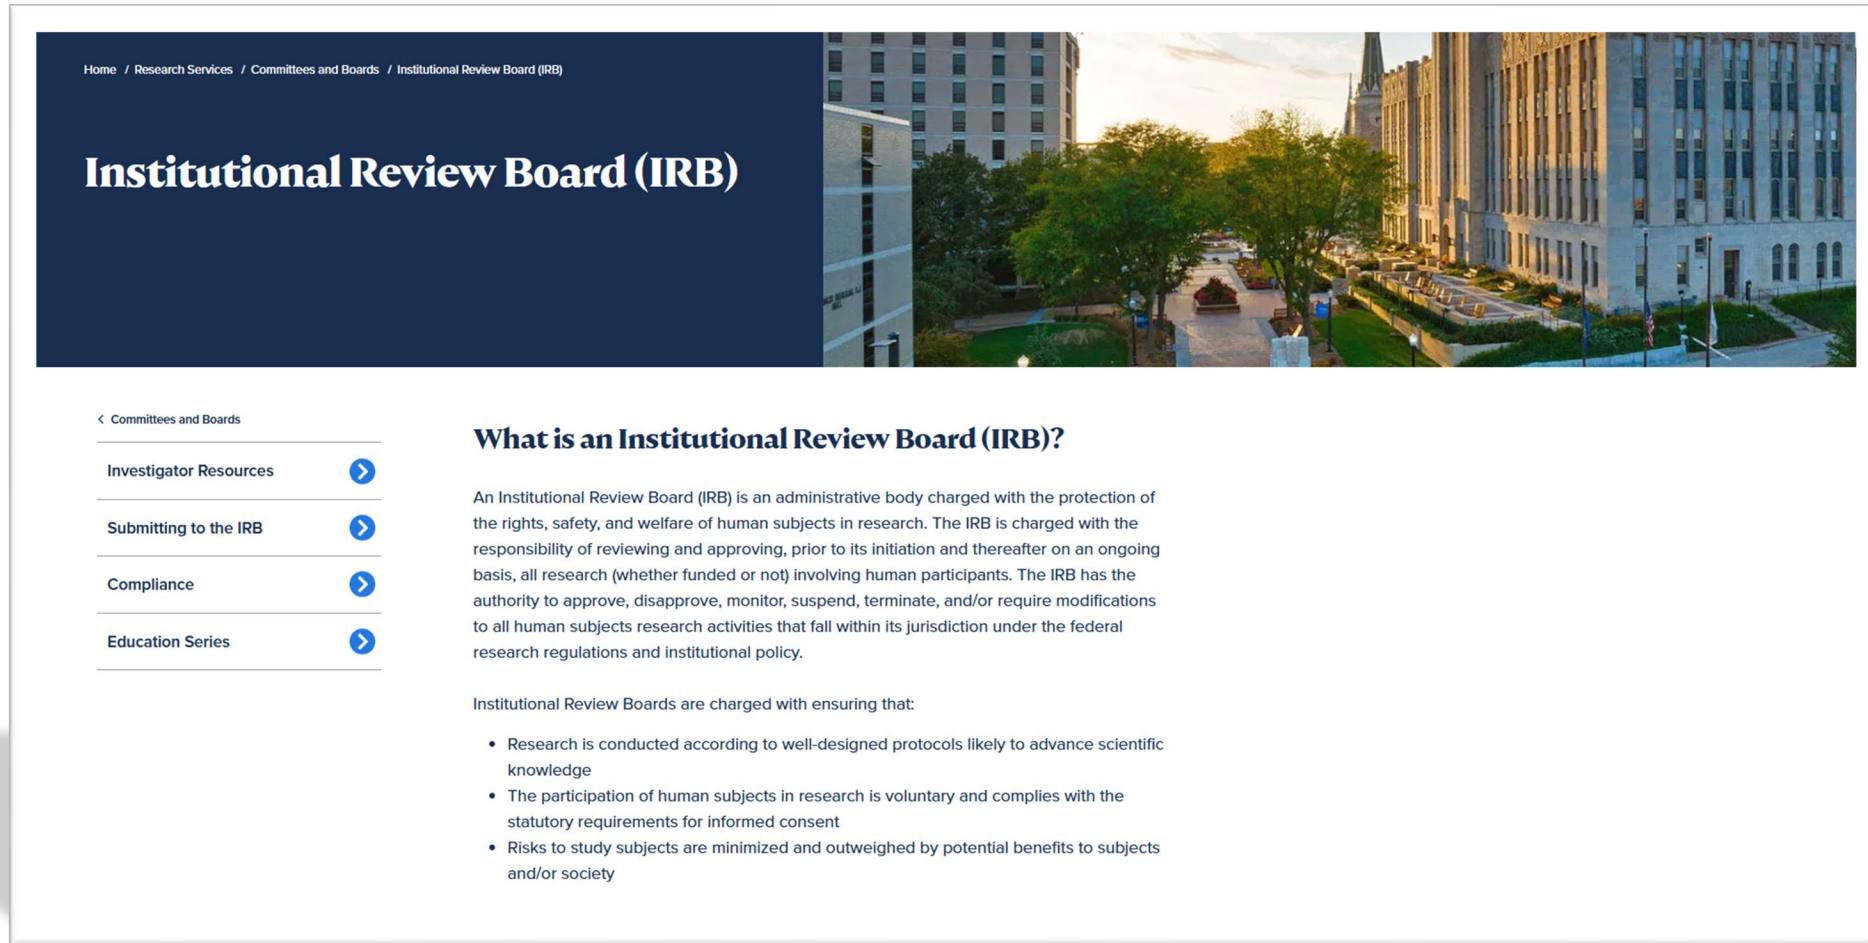 Home / Research Services / Committees and Boards / Institutional Review Board (IRB)
Institutional Review Board (IRB)
< Committees and Boards
Investigator Resources
Submitting to the IRB
Compliance
Education Series
What is an Institutional Review Board (IRB)?
An Institutional Review Board (IRB) is an administrative body charged with the protection of
the rights, safety, and welfare of human subjects in research. The IRB is charged with the
responsibility of reviewing and approving, prior to its initiation and thereafter on an ongoing
basis, all research (whether funded or not) involving human participants. The IRB has the
authority to approve, disapprove, monitor, suspend, terminate, and/or require modifications
to all human subjects research activities that fall within its jurisdiction under the federal
research regulations and institutional policy.
Institutional Review Boards are charged with ensuring that:
• Research is conducted according to well-designed protocols likely to advance scientific
knowledge
• The participation of human subjects in research is voluntary and complies with the
statutory requirements for informed consent
• Risks to study subjects are minimized and outweighed by potential benefits to subjects
and/or society